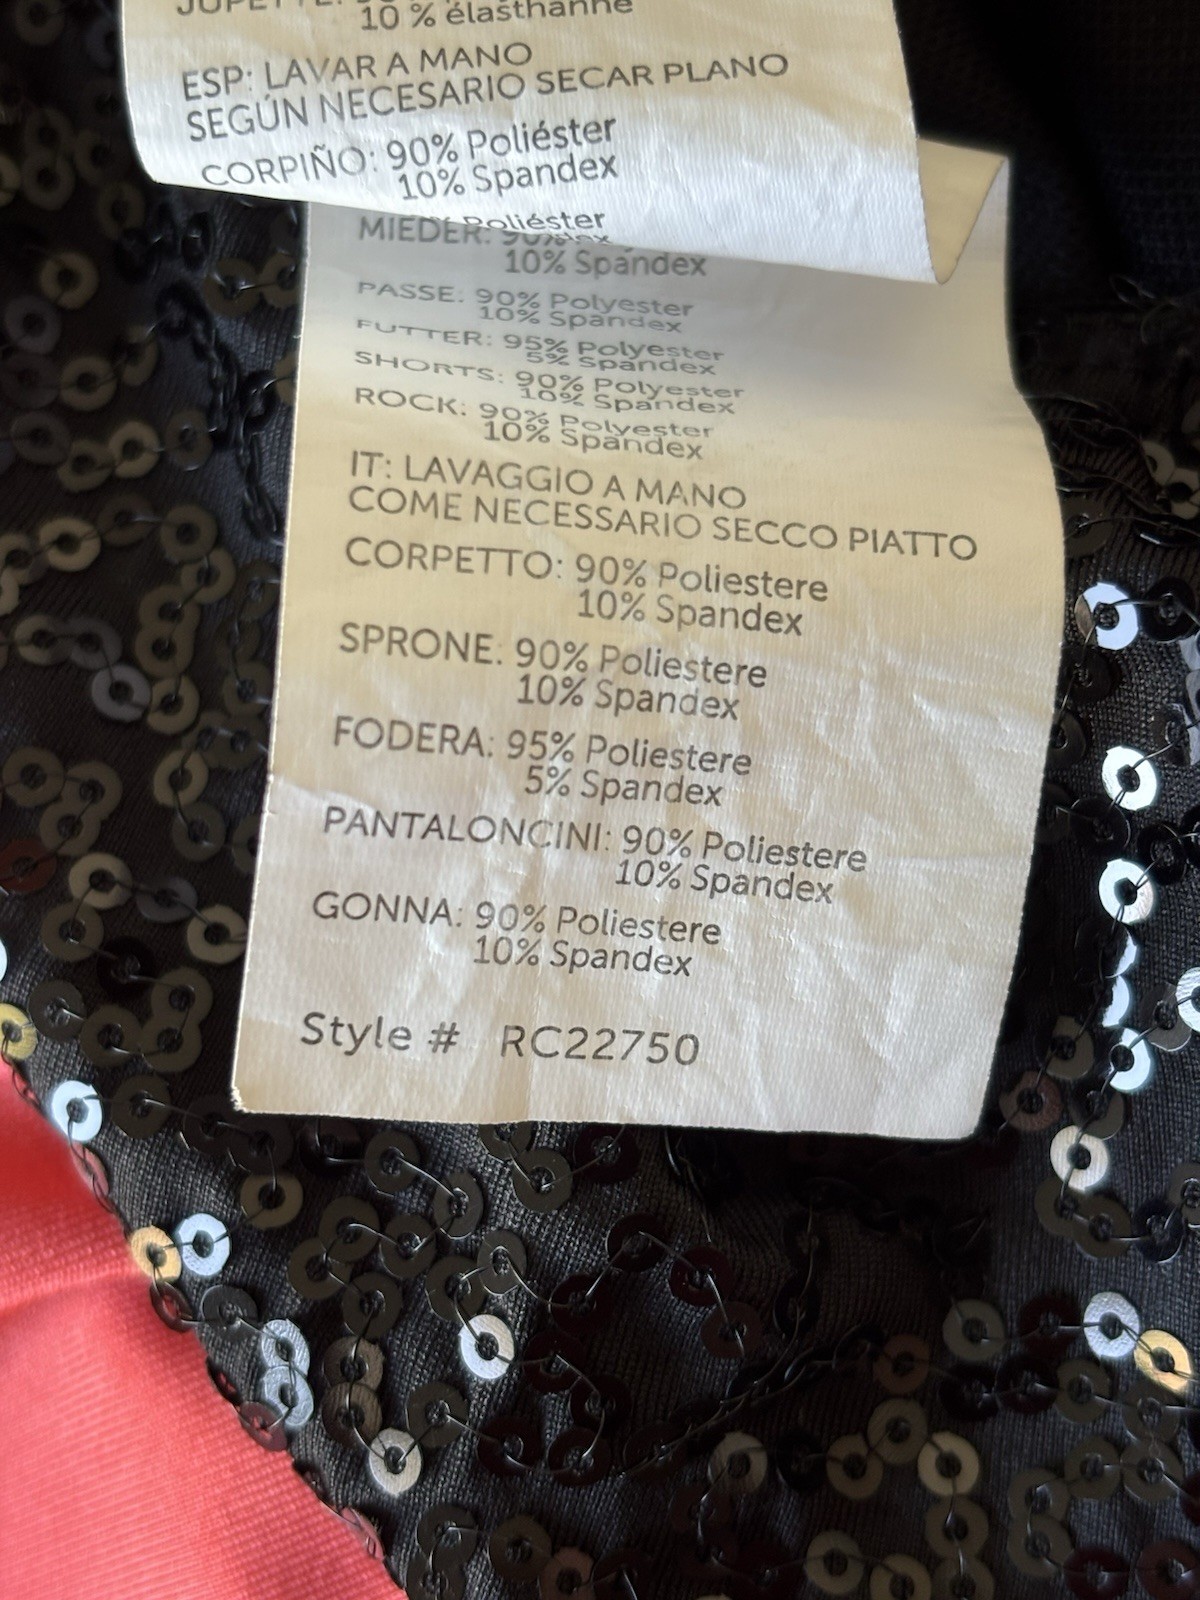 10 % élasthanne
ESP: LAVAR A MANO
SEGÚN NECESARIO SECAR PLANO
CORPIÑO: 90% Poliéster
10% Spandex
Poliéster
MIEDER: 90%
10% Spandex
PASSE: 90% Polyester
10% Spandex
FUTTER: 95% Polyester
5% Spandex
SHORTS: 90% Polyester
10% Spandex
ROCK: 90% Polyester
10% Spandex
IT: LAVAGGIO A MANO
COME NECESSARIO SECCO PIATTO
CORPETTO: 90% Poliestere
10% Spandex
SPRONE: 90% Poliestere
10% Spandex
FODERA: 95% Poliestere
5% Spandex
PANTALONCINI: 90% Poliestere
10% Spandex
GONNA: 90% Poliestere
10% Spandex
Style # RC22750